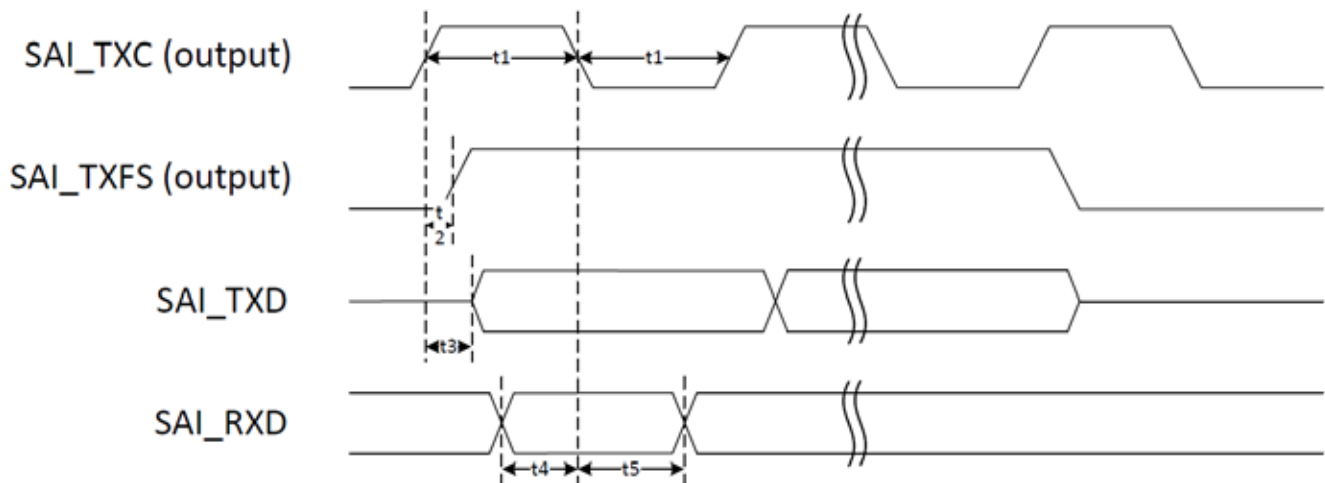 SAI_TXC (output)
t1
t1
SAI_TXFS (output)
t
2
SAI_TXD
t3
SAI_RXD
t4
t5